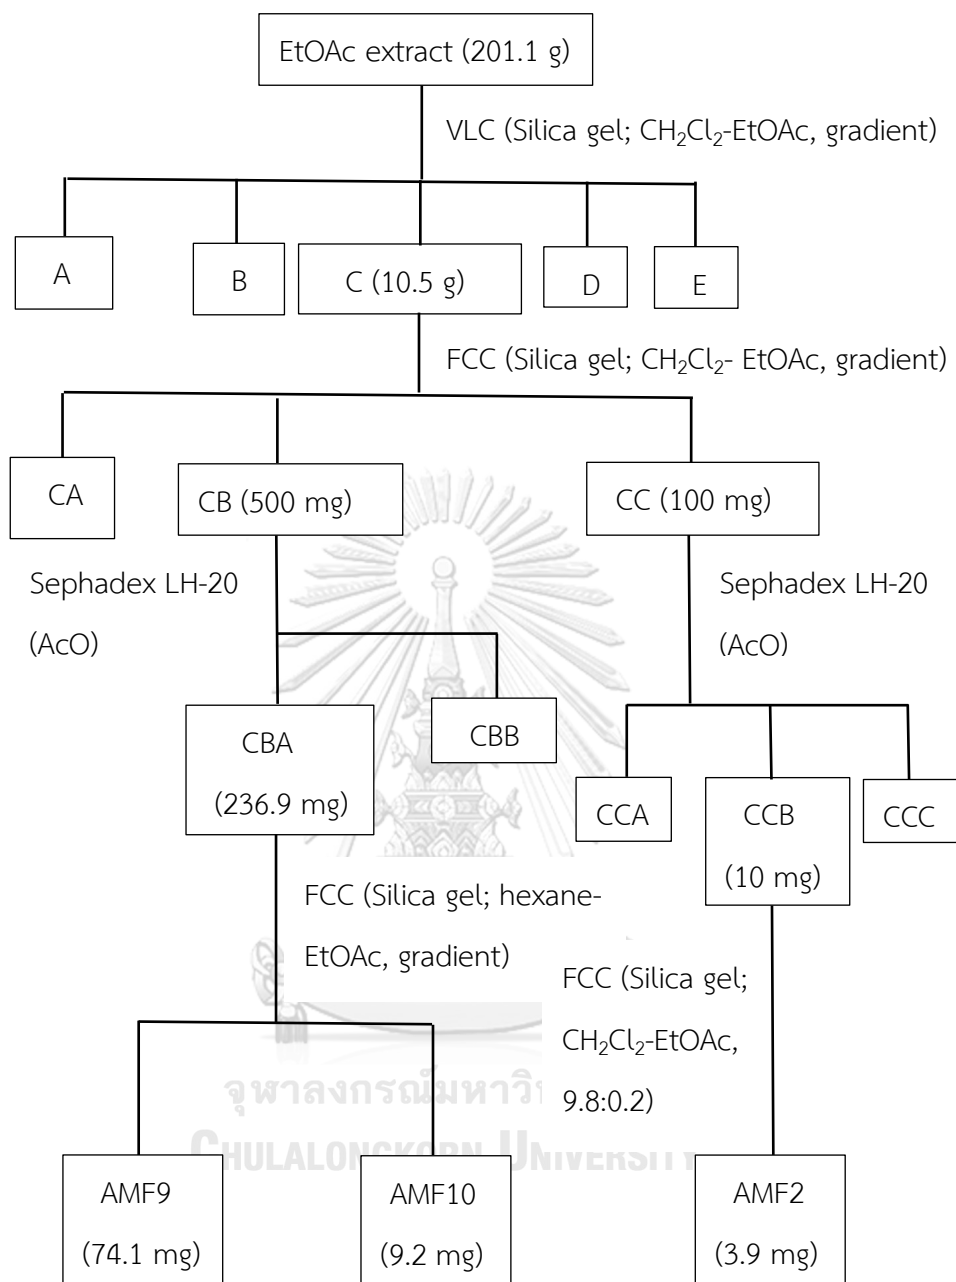 EtOAc extract (201.1 g)
VLC (Silica gel; CH₂Cl₂-EtOAc, gradient)
A
B
C (10.5 g)
D
E
FCC (Silica gel; CH₂Cl₂- EtOAc, gradient)
CA
CB (500 mg)
CC (100 mg)
Sephadex LH-20
(AcO)
Sephadex LH-20
(AcO)
CBA
(236.9 mg)
CBB
CCA
CCB
(10 mg)
CCC
FCC (Silica gel; hexane-
EtOAc, gradient)
FCC (Silica gel;
CH₂Cl₂-EtOAc,
9.8:0.2)
จุฬาลงกรณ์มหาวิ
CHULALONGKORN UNIVERSITY
AMF9
(74.1 mg)
AMF10
(9.2 mg)
AMF2
(3.9 mg)